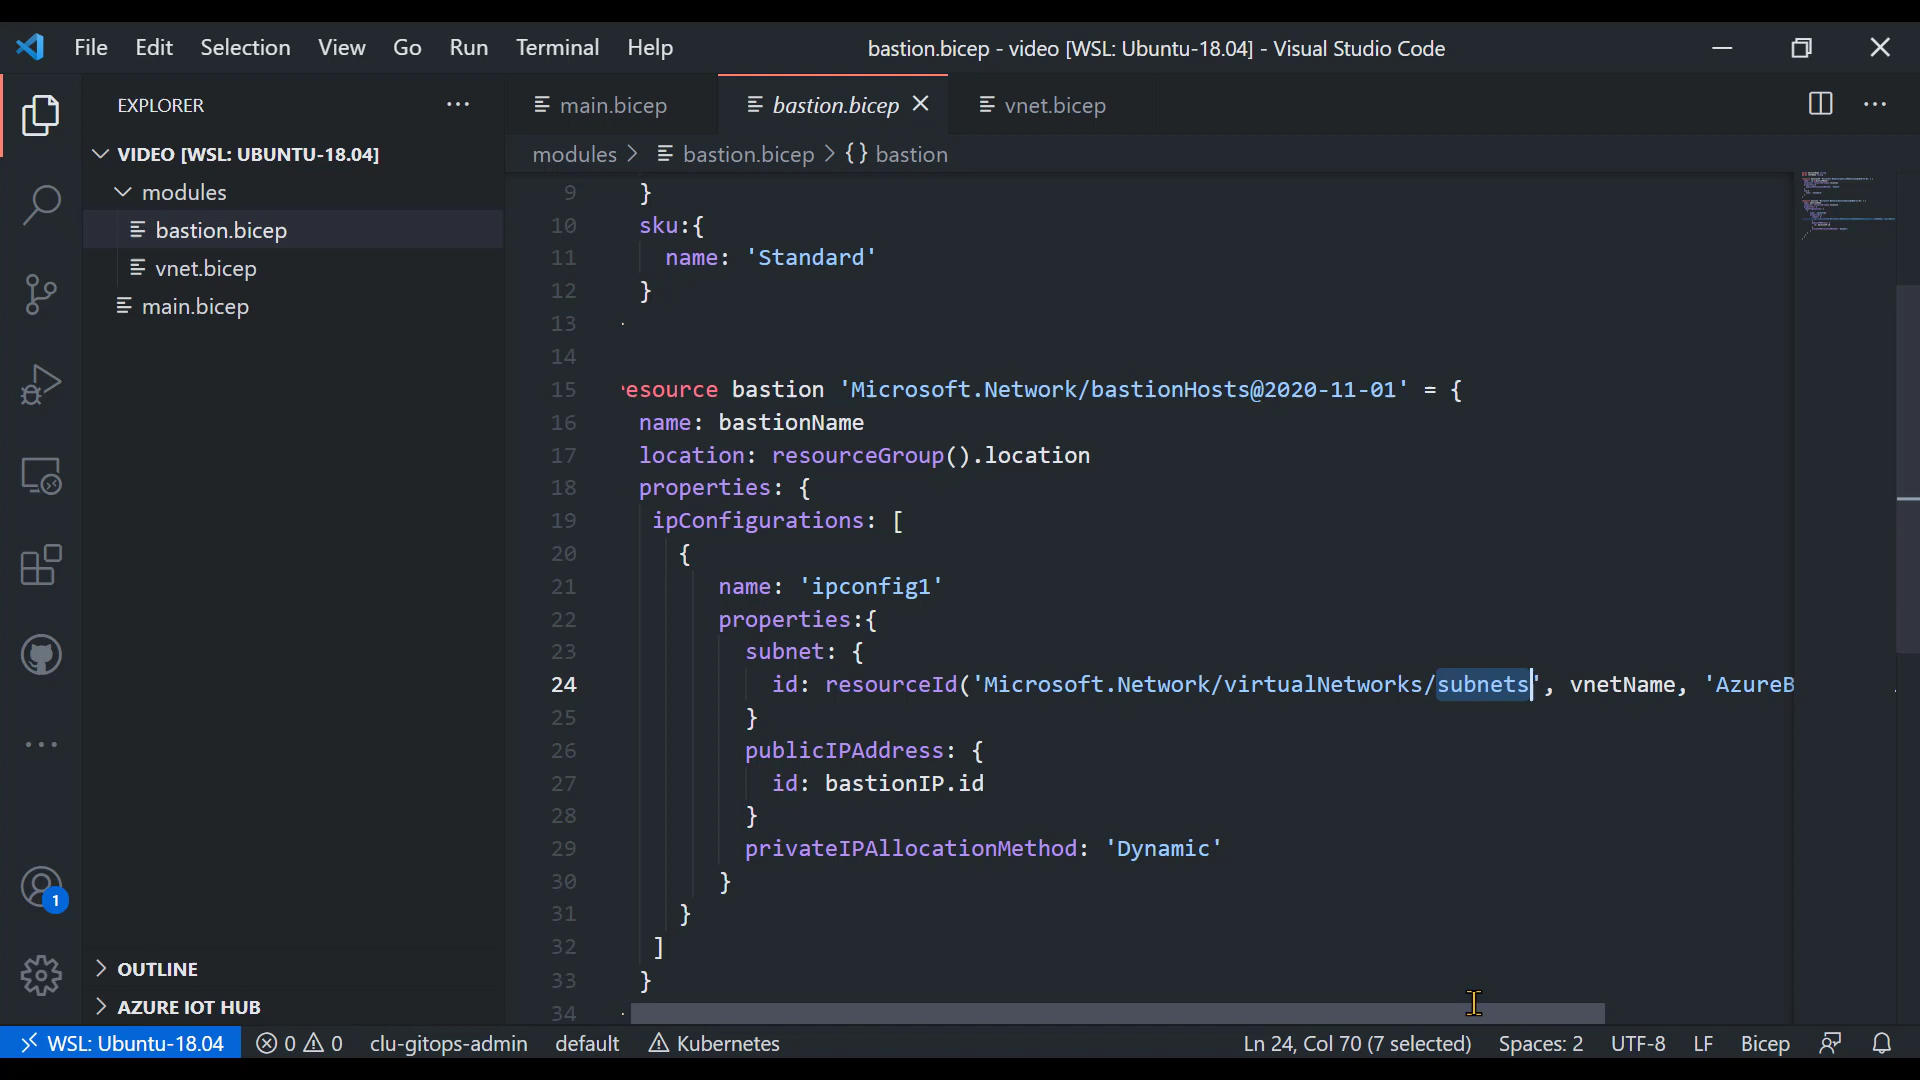 File Edit Selection View Go Run Terminal Help bastion.bicep - video [WSL: Ubuntu-18.04] - Visual Studio Code
EXPLORER
main.bicep bastion.bicep vnet.bicep
VIDEO [WSL: UBUNTU-18.04]
modules
bastion.bicep
vnet.bicep
main.bicep
OUTLINE
AZURE IOT HUB
modules > bastion.bicep > {} bastion
9 }
10 sku:{
11 name: 'Standard'
12 }
13
14
15 esource bastion 'Microsoft.Network/bastionHosts@2020-11-01' = {
16 name: bastionName
17 location: resourceGroup().location
18 properties: {
19 ipConfigurations: [
20 {
21 name: 'ipconfig1'
22 properties:{
23 subnet: {
24 id: resourceId('Microsoft.Network/virtualNetworks/subnets', vnetName, 'AzureB
25 }
26 publicIPAddress: {
27 id: bastionIP.id
28 }
29 privateIPAllocationMethod: 'Dynamic'
30 }
31 }
32 ]
33 }
34
1
WSL: Ubuntu-18.04 0 0 clu-gitops-admin default Kubernetes Ln 24, Col 70 (7 selected) Spaces: 2 UTF-8 LF Bicep